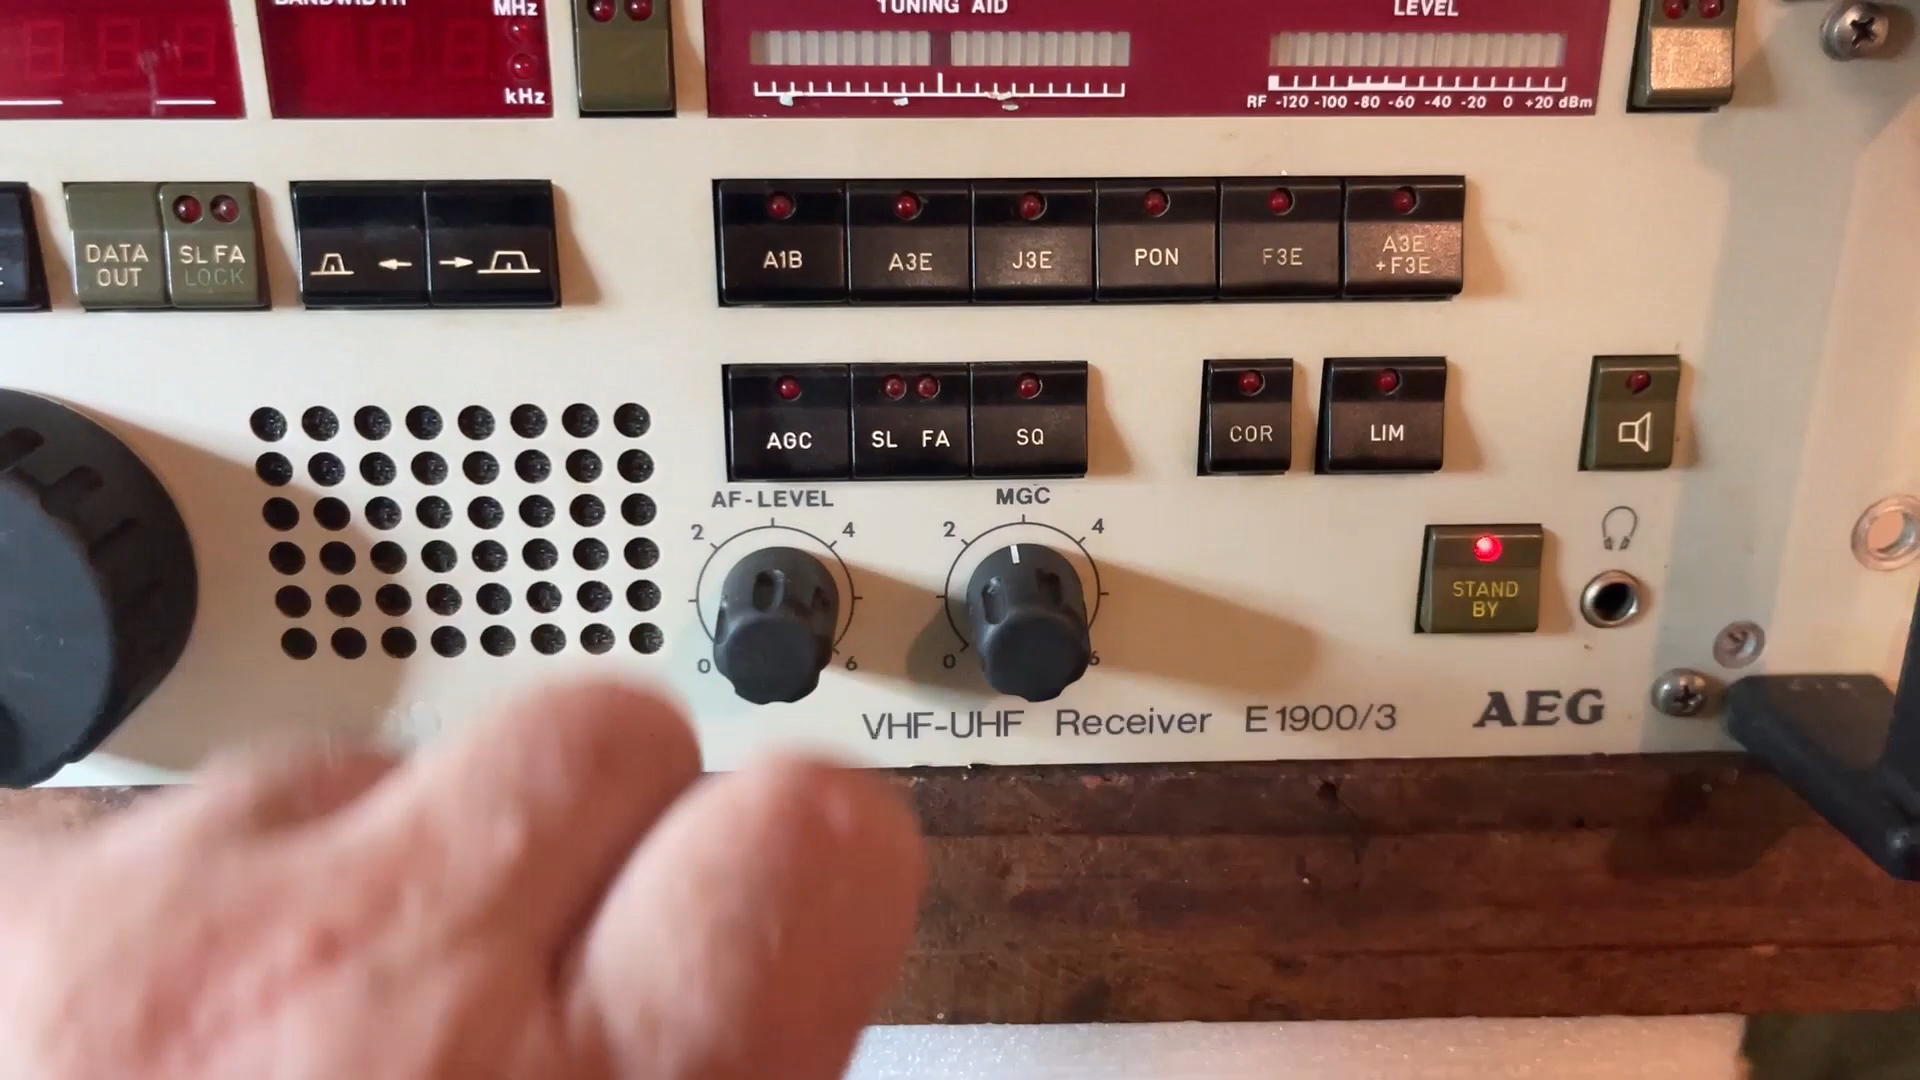 BANDWIDTH
MHz
kHz
TUNING AID
LEVEL
RF -120 -100 -80 -60 -40 -20 0 +20 dBm
DATA
OUT
SL FA
LOCK
A1B
A3E
J3E
PON
F3E
A3E
+F3E
AGC
SL FA
SQ
COR
LIM
AF-LEVEL
0
2
4
6
MGC
0
2
4
6
STAND
BY
VHF-UHF Receiver E1900/3
AEG